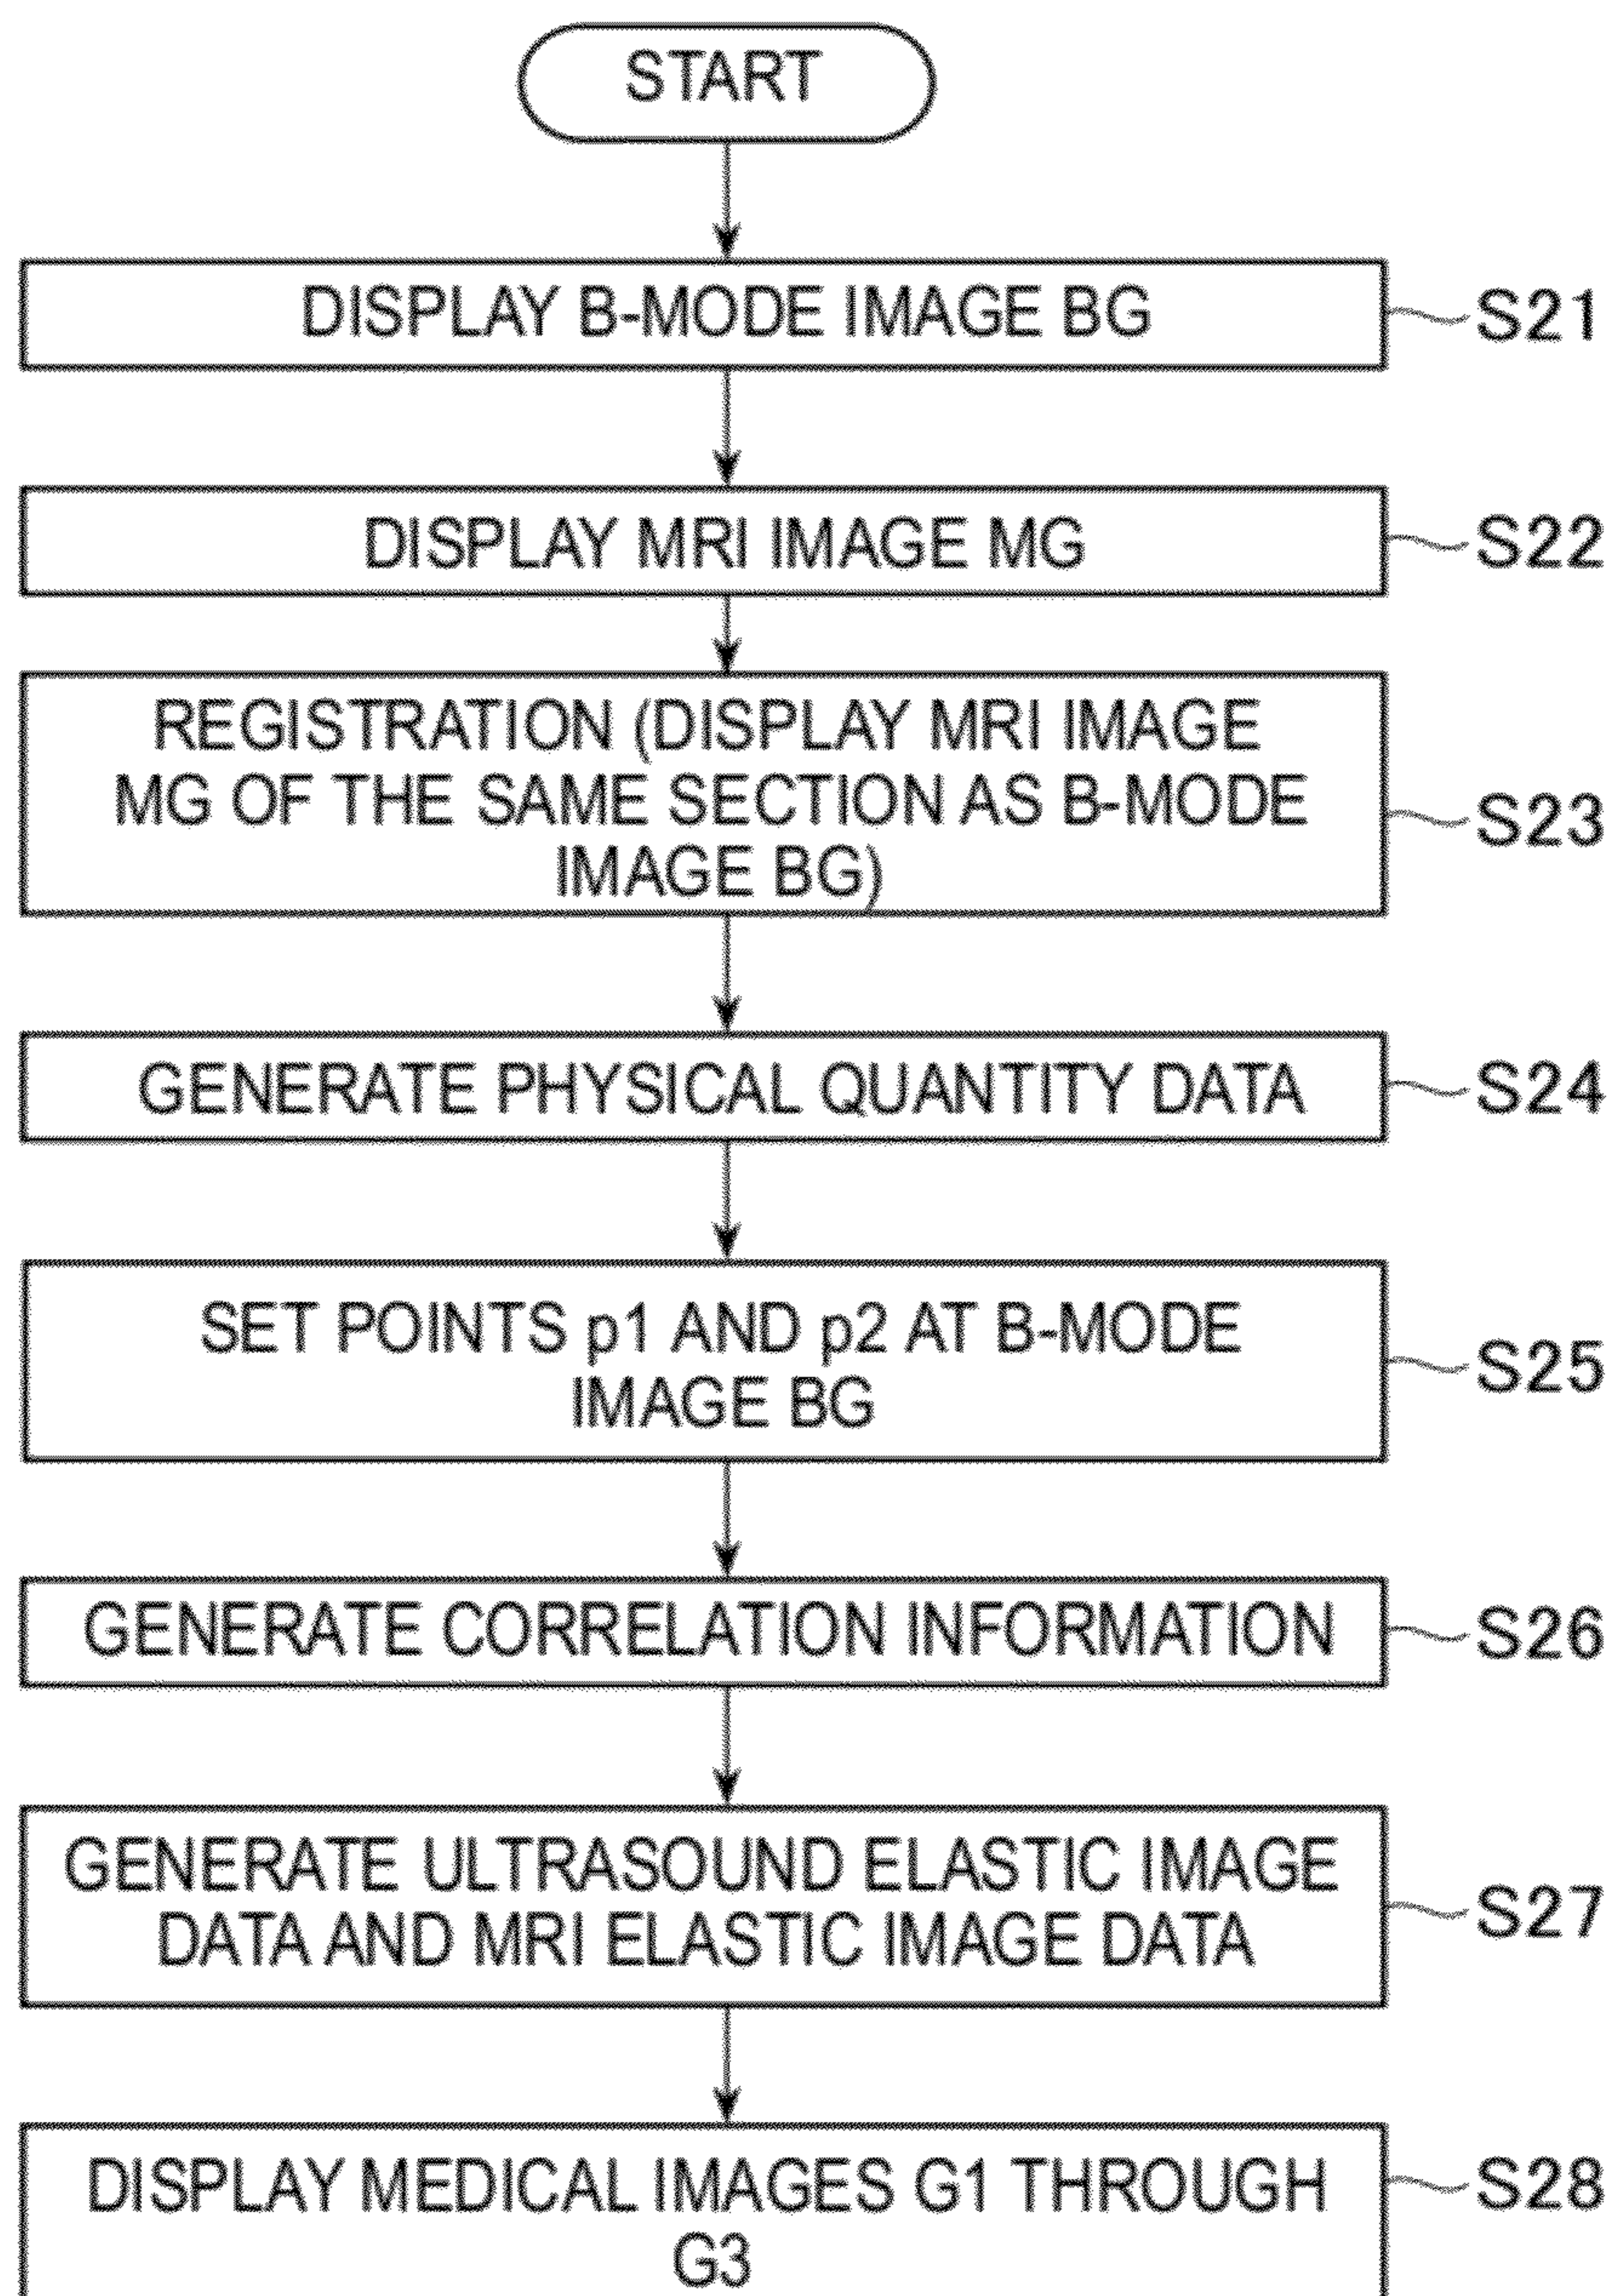 START
DISPLAY B-MODE IMAGE BG
S21
DISPLAY MRI IMAGE MG
S22
REGISTRATION (DISPLAY MRI IMAGE
MG OF THE SAME SECTION AS B-MODE
IMAGE BG)
S23
GENERATE PHYSICAL QUANTITY DATA
S24
SET POINTS p1 AND p2 AT B-MODE
IMAGE BG
S25
GENERATE CORRELATION INFORMATION
S26
GENERATE ULTRASOUND ELASTIC IMAGE
DATA AND MRI ELASTIC IMAGE DATA
S27
DISPLAY MEDICAL IMAGES G1 THROUGH
G3
S28